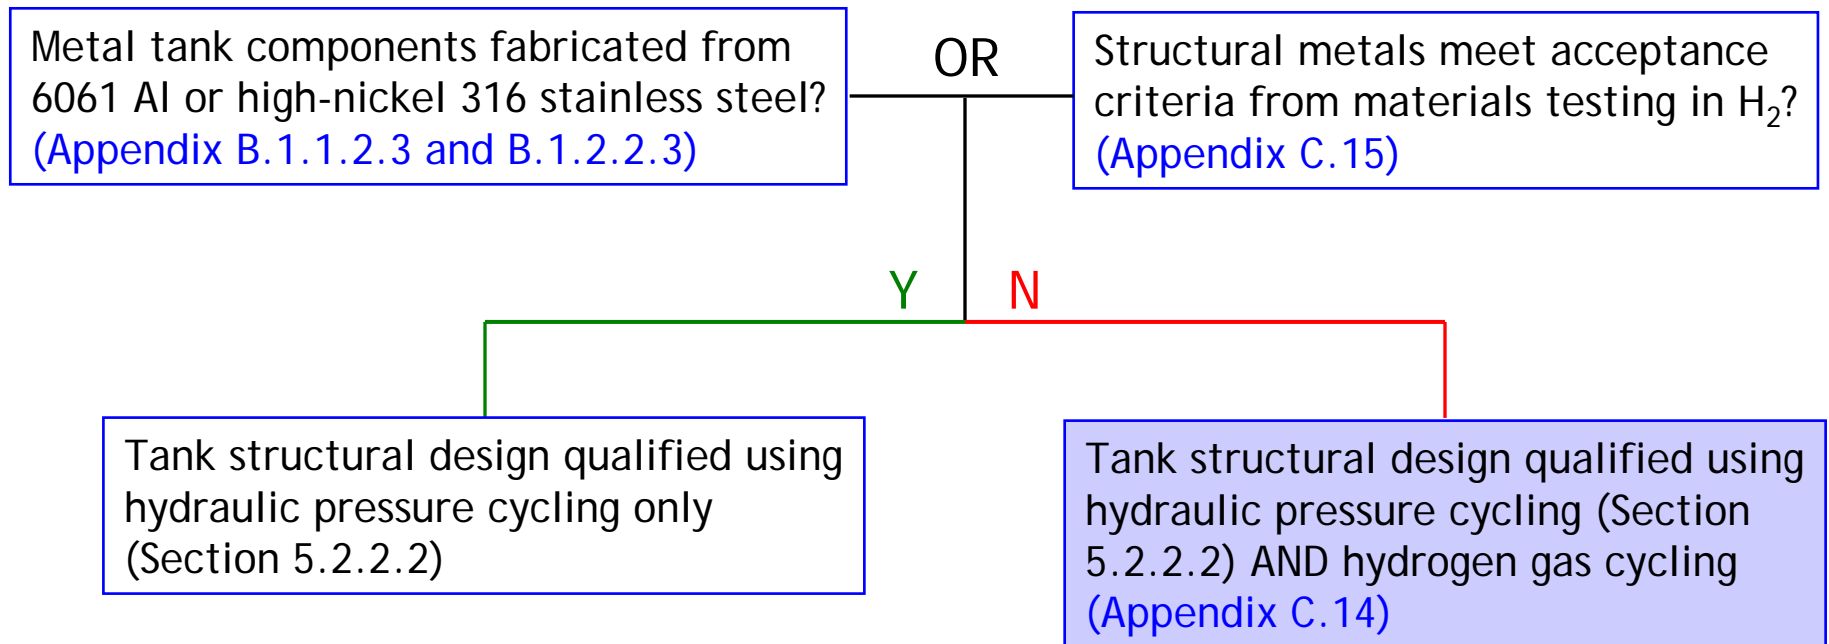 Metal tank components fabricated from
6061 Al or high-nickel 316 stainless steel?
(Appendix B.1.1.2.3 and B.1.2.2.3)
OR
Structural metals meet acceptance
criteria from materials testing in H₂?
(Appendix C.15)
Y
N
Tank structural design qualified using
hydraulic pressure cycling only
(Section 5.2.2.2)
Tank structural design qualified using
hydraulic pressure cycling (Section
5.2.2.2) AND hydrogen gas cycling
(Appendix C.14)